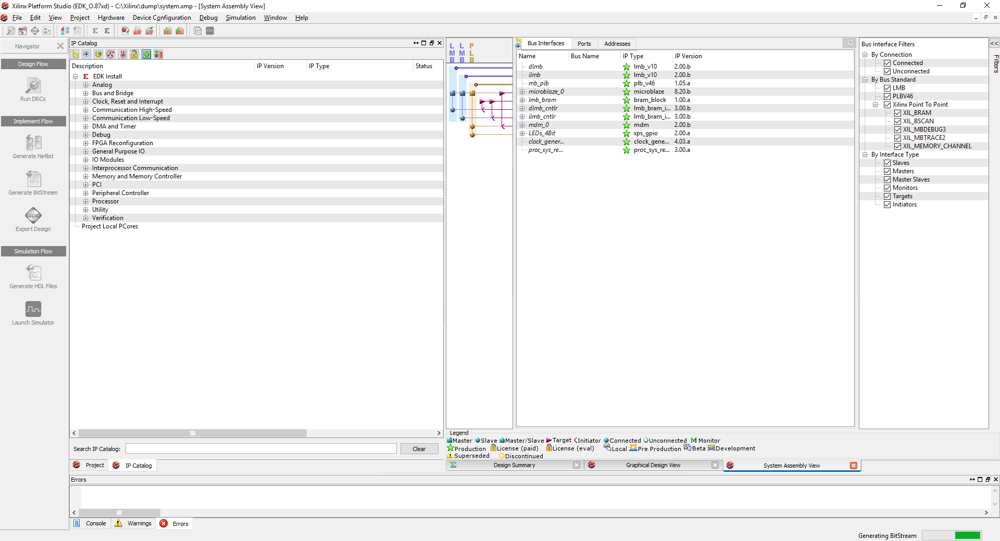 Xilinx Platform Studio (EDK_O.87xd) - C:\Xilinx\dump\system.xmp - [System Assembly View]
File Edit View Project Hardware Device Configuration Debug Simulation Window Help
Navigator
Design Flow
Run DRCs
Implement Flow
Generate Netlist
1010
Generate BitStream
SDK
Export Design
Simulation Flow
Generate HDL Files
Launch Simulator
IP Catalog
Description IP Version IP Type Status
EDK Install
Analog
Bus and Bridge
Clock, Reset and Interrupt
Communication High-Speed
Communication Low-Speed
DMA and Timer
Debug
FPGA Reconfiguration
General Purpose IO
IO Modules
Interprocessor Communication
Memory and Memory Controller
PCI
Peripheral Controller
Processor
Utility
Verification
Project Local PCores
Search IP Catalog: Clear
Project IP Catalog
L L P
M M L
B B B
Bus Interfaces Ports Addresses
Name Bus Name IP Type IP Version
dlmb lmb_v10 2.00.b
ilmb lmb_v10 2.00.b
mb_plb plb_v46 1.05.a
microblaze_0 microblaze 8.20.b
lmb_bram bram_block 1.00.a
dlmb_cntlr lmb_bram_i... 3.00.b
ilmb_cntlr lmb_bram_i... 3.00.b
mdm_0 mdm 2.00.b
LEDs_4Bit xps_gpio 2.00.a
clock_gener... clock_gene... 4.03.a
proc_sys_re... proc_sys_re... 3.00.a
Legend
Master Slave Master/Slave Target Initiator Connected Unconnected M Monitor
Production License (paid) License (eval) Local Pre Production Beta Development
Superseded Discontinued
Design Summary Graphical Design View System Assembly View
Bus Interface Filters
By Connection
Connected
Unconnected
By Bus Standard
LMB
PLBV46
Xilinx Point To Point
XIL_BRAM
XIL_BSCAN
XIL_MBDEBUG3
XIL_MBTRACE2
XIL_MEMORY_CHANNEL
By Interface Type
Slaves
Masters
Master Slaves
Monitors
Targets
Initiators
<<
Filters
Errors
Console Warnings Errors
Generating BitStream